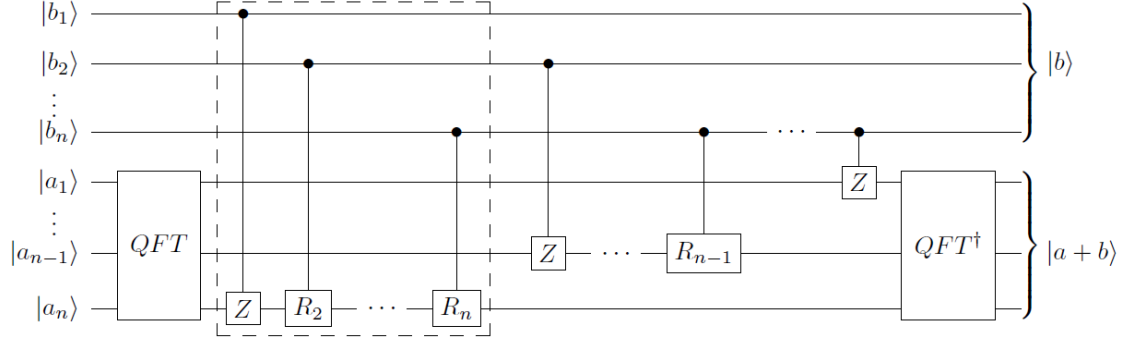 |b₁⟩
|b₂⟩ |b⟩
⋮
|bₙ⟩ ⋯
|a₁⟩ Z
⋮
QFT QFT†
|aₙ₋₁⟩ Z ⋯ Rₙ₋₁ |a + b⟩
|aₙ⟩ Z R₂ ⋯ Rₙ